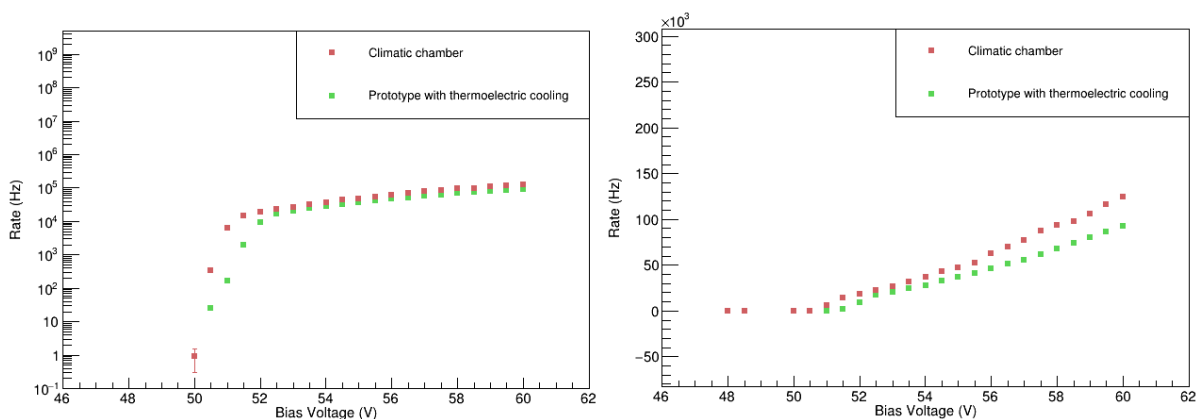 Climatic chamber
Prototype with thermoelectric cooling
10⁹
10⁸
10⁷
10⁶
10⁵
10⁴
10³
10²
10
1
10⁻¹
Rate (Hz)
46 48 50 52 54 56 58 60 62
Bias Voltage (V)
×10³
Climatic chamber
Prototype with thermoelectric cooling
300
250
200
150
100
50
0
−50
Rate (Hz)
46 48 50 52 54 56 58 60 62
Bias Voltage (V)